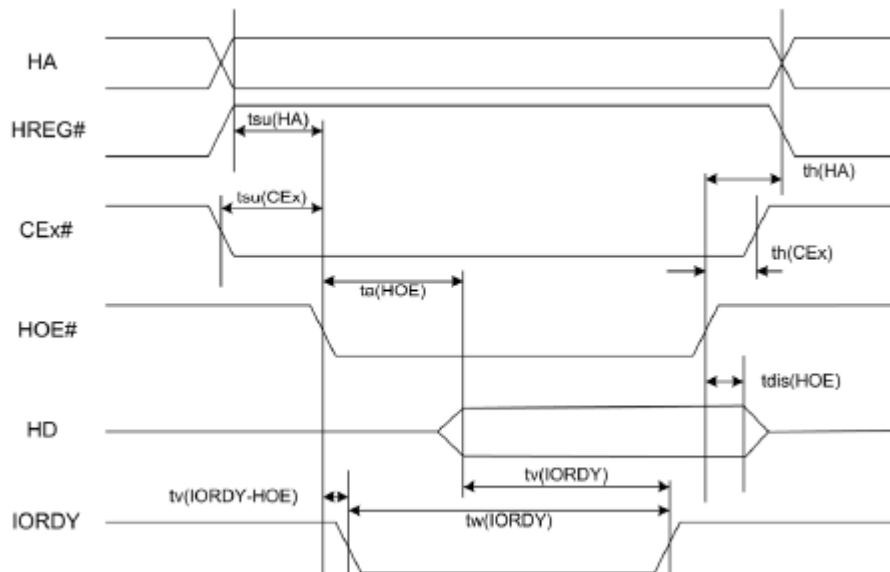 HA
HREG#
tsu(HA)
th(HA)
tsu(CEx)
CEx#
th(CEx)
ta(HOE)
HOE#
tdis(HOE)
HD
tv(IORDY)
tv(IORDY-HOE)
tw(IORDY)
IORDY